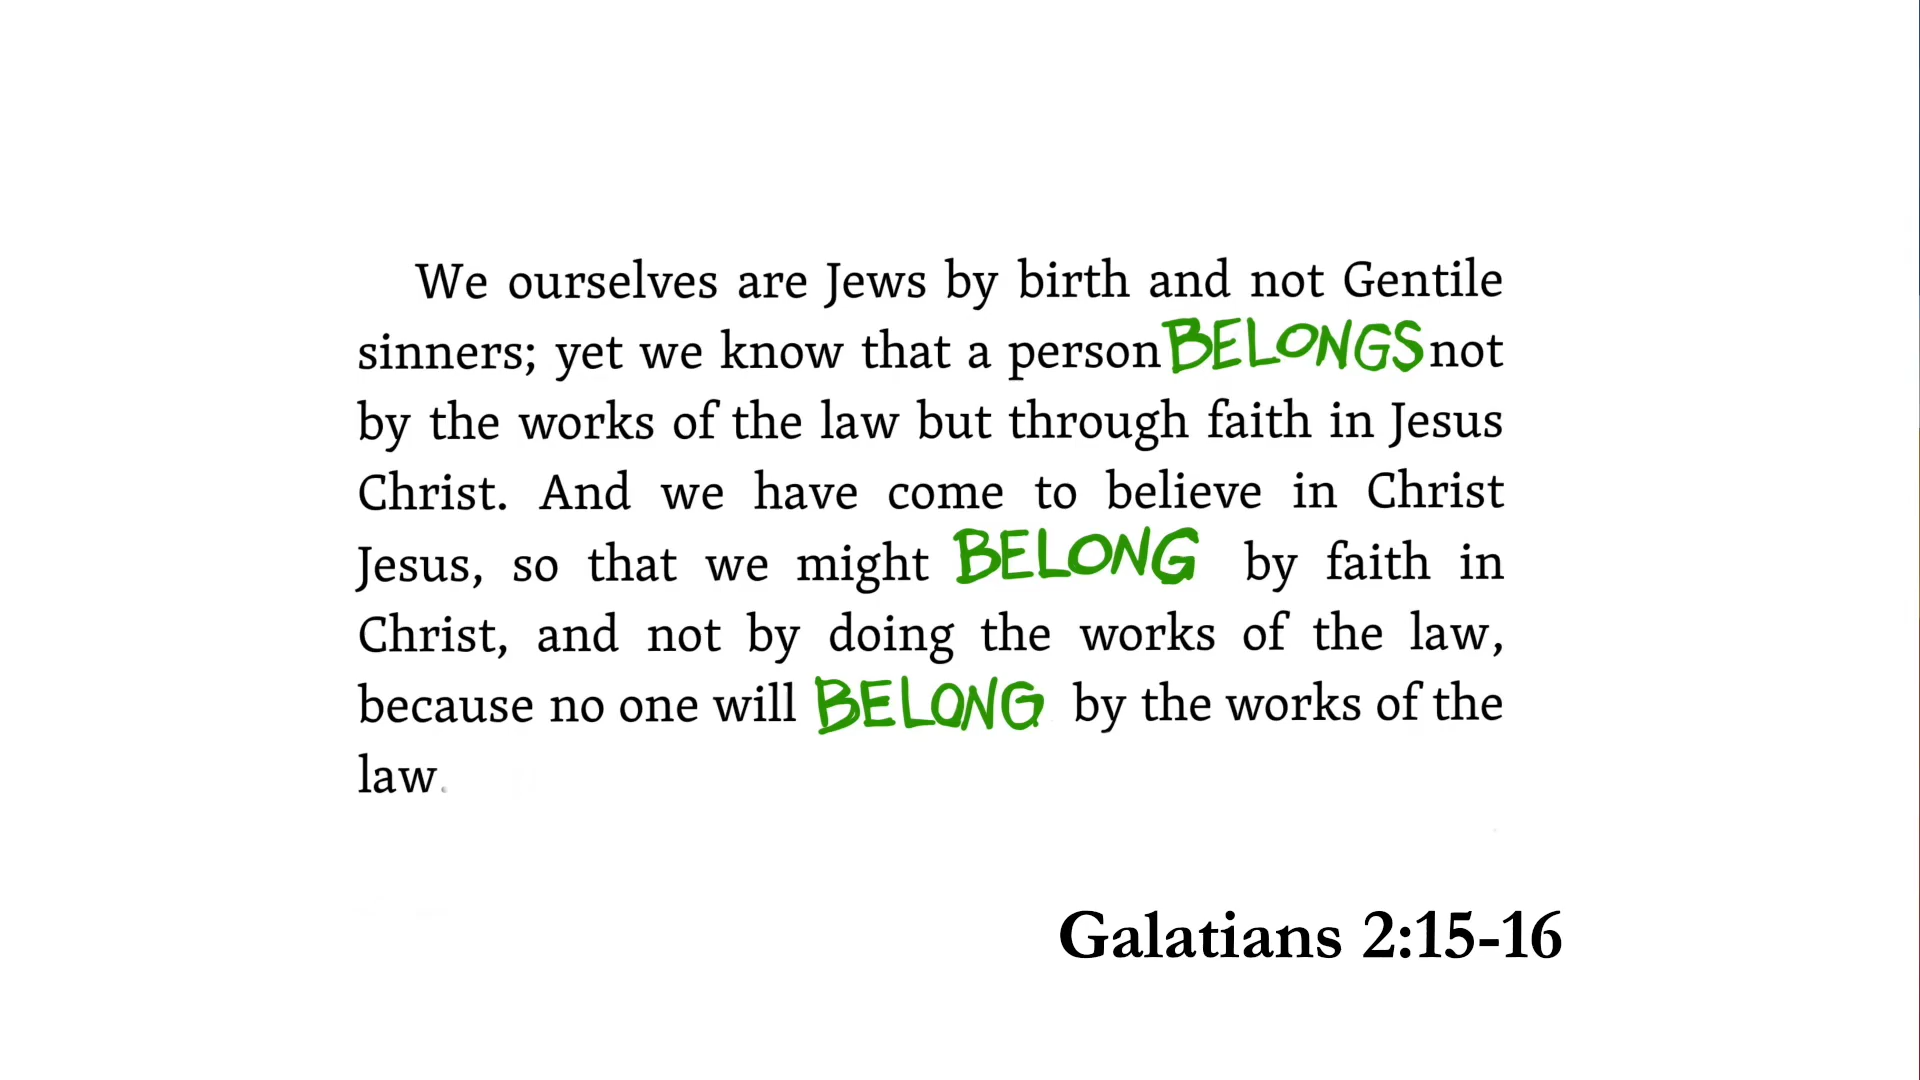 We ourselves are Jews by birth and not Gentile
sinners; yet we know that a person BELONGS not
by the works of the law but through faith in Jesus
Christ. And we have come to believe in Christ
Jesus, so that we might BELONG by faith in
Christ, and not by doing the works of the law,
because no one will BELONG by the works of the
law.
Galatians 2:15-16